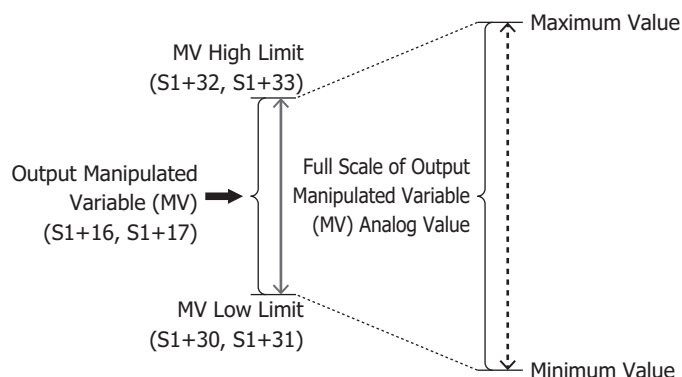 Maximum Value
MV High Limit
(S1+32, S1+33)
Output Manipulated
Variable (MV)
(S1+16, S1+17)
Full Scale of Output
Manipulated Variable
(MV) Analog Value
MV Low Limit
(S1+30, S1+31)
Minimum Value